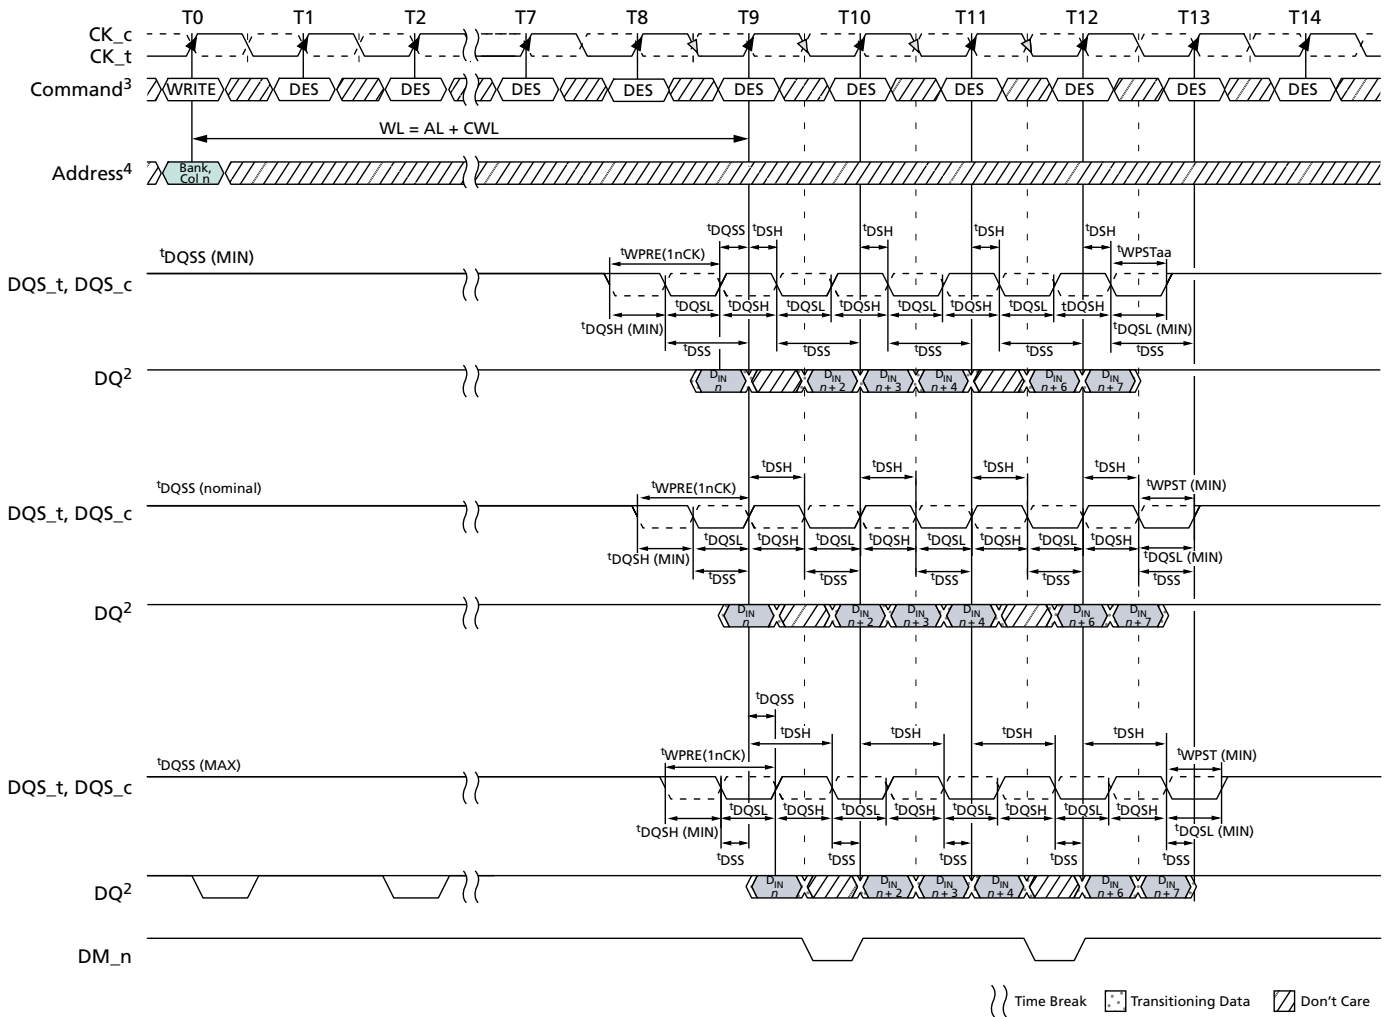 T0 T1 T2 T7 T8 T9 T10 T11 T12 T13 T14
CK_c
CK_t
Command³ WRITE DES DES DES DES DES DES DES DES DES DES
WL = AL + CWL
Address⁴ Bank, Col n
tDQSS tDSH tDSH tDSH tDSH
tDQSS (MIN) tWPRE(1nCK) tWPSTaa
DQS_t, DQS_c
tDQSL tDQSH tDQSL tDQSH tDQSL tDQSH tDQSL tDQSH
tDQSH (MIN) tDQSL (MIN)
tDSS tDSS tDSS tDSS tDSS
DQ² DIN n DIN n + 2 DIN n + 3 DIN n + 4 DIN n + 6 DIN n + 7
tDSH tDSH tDSH tDSH
tDQSS (nominal) tWPRE(1nCK) tWPST (MIN)
DQS_t, DQS_c
tDQSL tDQSH tDQSL tDQSH tDQSL tDQSH tDQSL tDQSH
tDQSH (MIN) tDQSL (MIN)
tDSS tDSS tDSS tDSS tDSS
DQ² DIN n DIN n + 2 DIN n + 3 DIN n + 4 DIN n + 6 DIN n + 7
tDQSS
tDSH tDSH tDSH tDSH
tDQSS (MAX) tWPRE(1nCK) tWPST (MIN)
DQS_t, DQS_c
tDQSL tDQSH tDQSL tDQSH tDQSL tDQSH tDQSL tDQSH
tDQSH (MIN) tDQSL (MIN)
tDSS tDSS tDSS tDSS tDSS
DQ² DIN n DIN n + 2 DIN n + 3 DIN n + 4 DIN n + 6 DIN n + 7
DM_n
Time Break Transitioning Data Don't Care